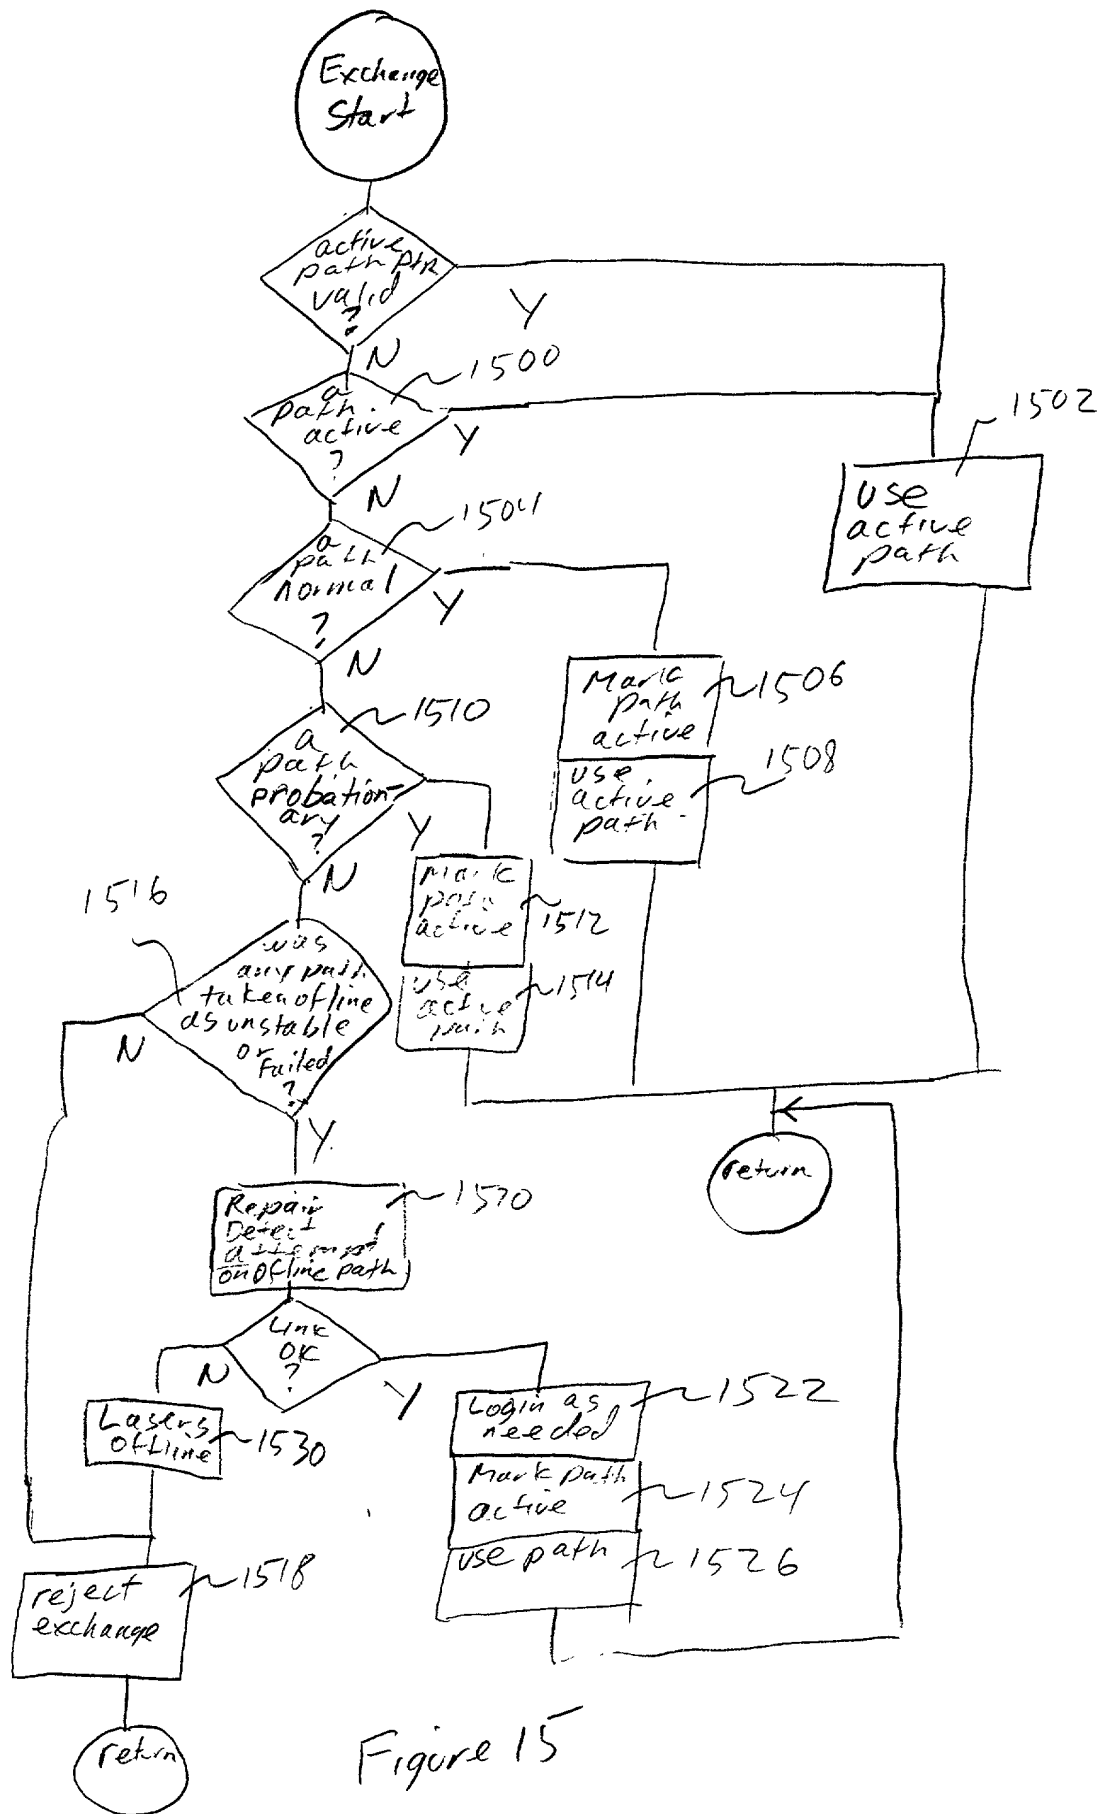 Exchange
Start
active
path ptr
valid
?
Y
N
1500
a
path
active
?
Y
N
1502
use
active
path
1504
a
path
normal
?
Y
N
Mark
path
active
1506
use
active
path
1508
1510
a
path
probation-
ary
?
Y
N
Mark
path
active
1512
use
active
path
1514
1516
was
any path
taken ofline
as unstable
or
Failed
?
N
Y
return
Repair
Detect
attempt
on ofline path
1520
Link
OK
?
N
Y
Lasers
offline
1530
Login as
needed
1522
Mark path
active
1524
use path
1526
reject
exchange
1518
return
Figure 15